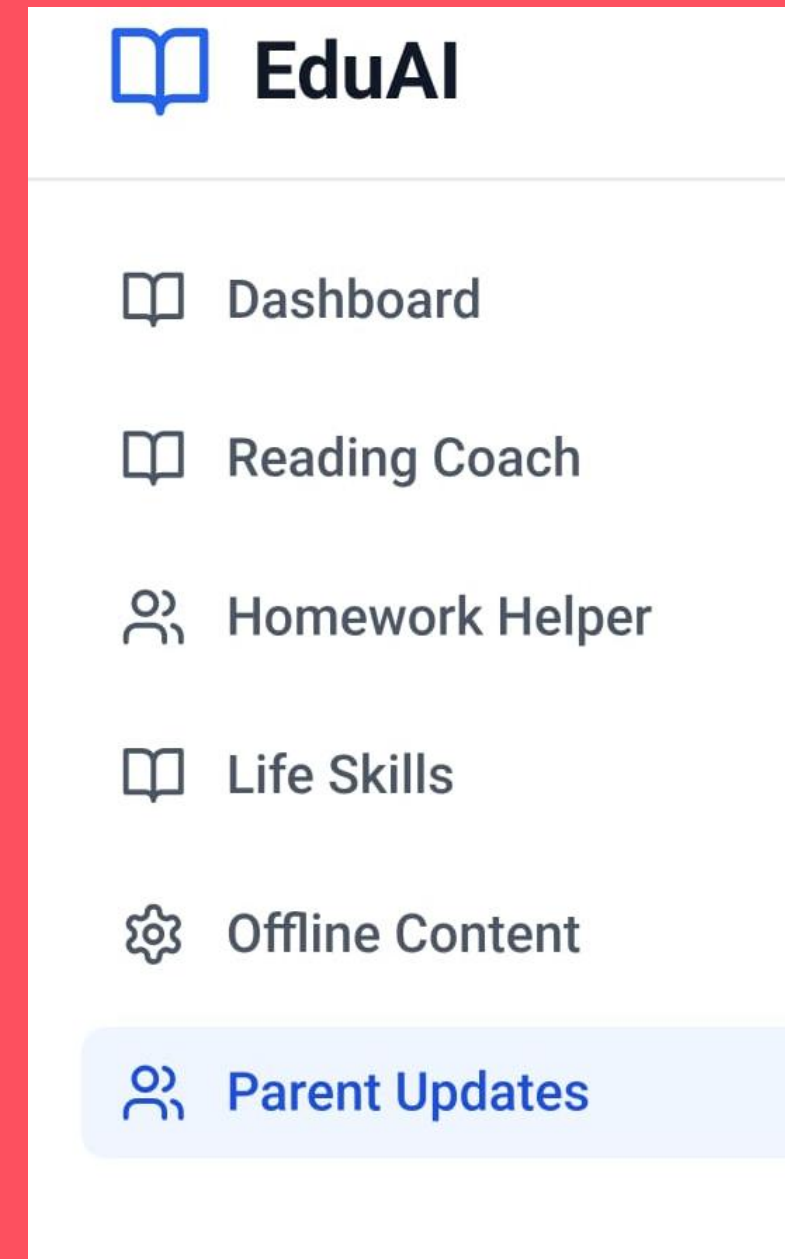 EduAI
Dashboard
Reading Coach
Homework Helper
Life Skills
Offline Content
Parent Updates